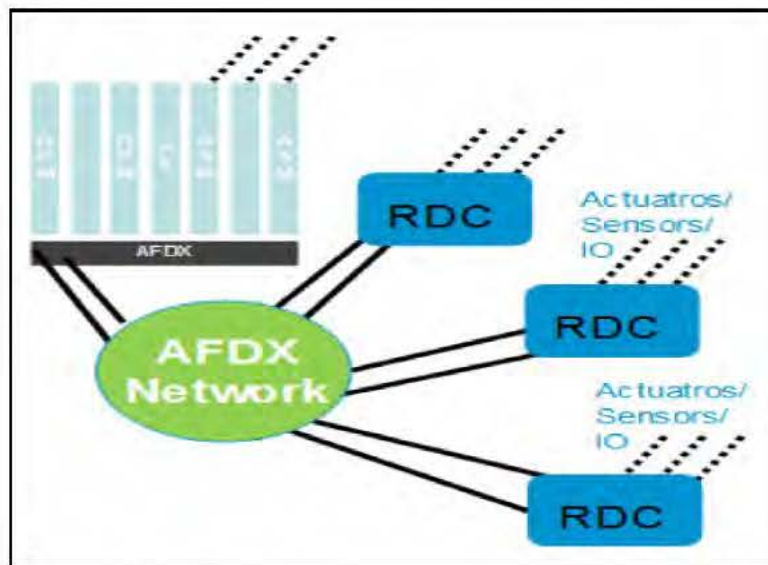 AFDX
RDC
Actuatros/
Sensors/
IO
RDC
AFDX
Network
Actuatros/
Sensors/
IO
RDC